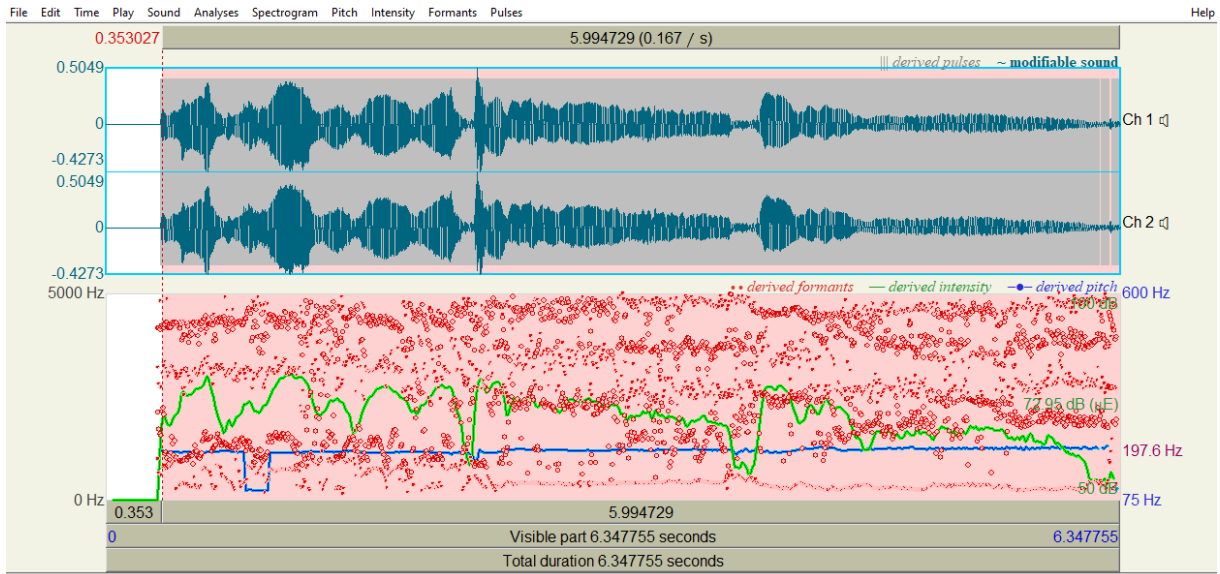 File Edit Time Play Sound Analyses Spectrogram Pitch Intensity Formants Pulses Help
0.353027 5.994729 (0.167 / s)
0.5049 ||| derived pulses ~ modifiable sound
0 Ch 1
-0.4273
0.5049
0 Ch 2
-0.4273
5000 Hz derived formants derived intensity derived pitch 600 Hz
100 dB
77.95 dB (µE)
197.6 Hz
50 dB
0 Hz 75 Hz
0.353 5.994729
0 Visible part 6.347755 seconds 6.347755
Total duration 6.347755 seconds